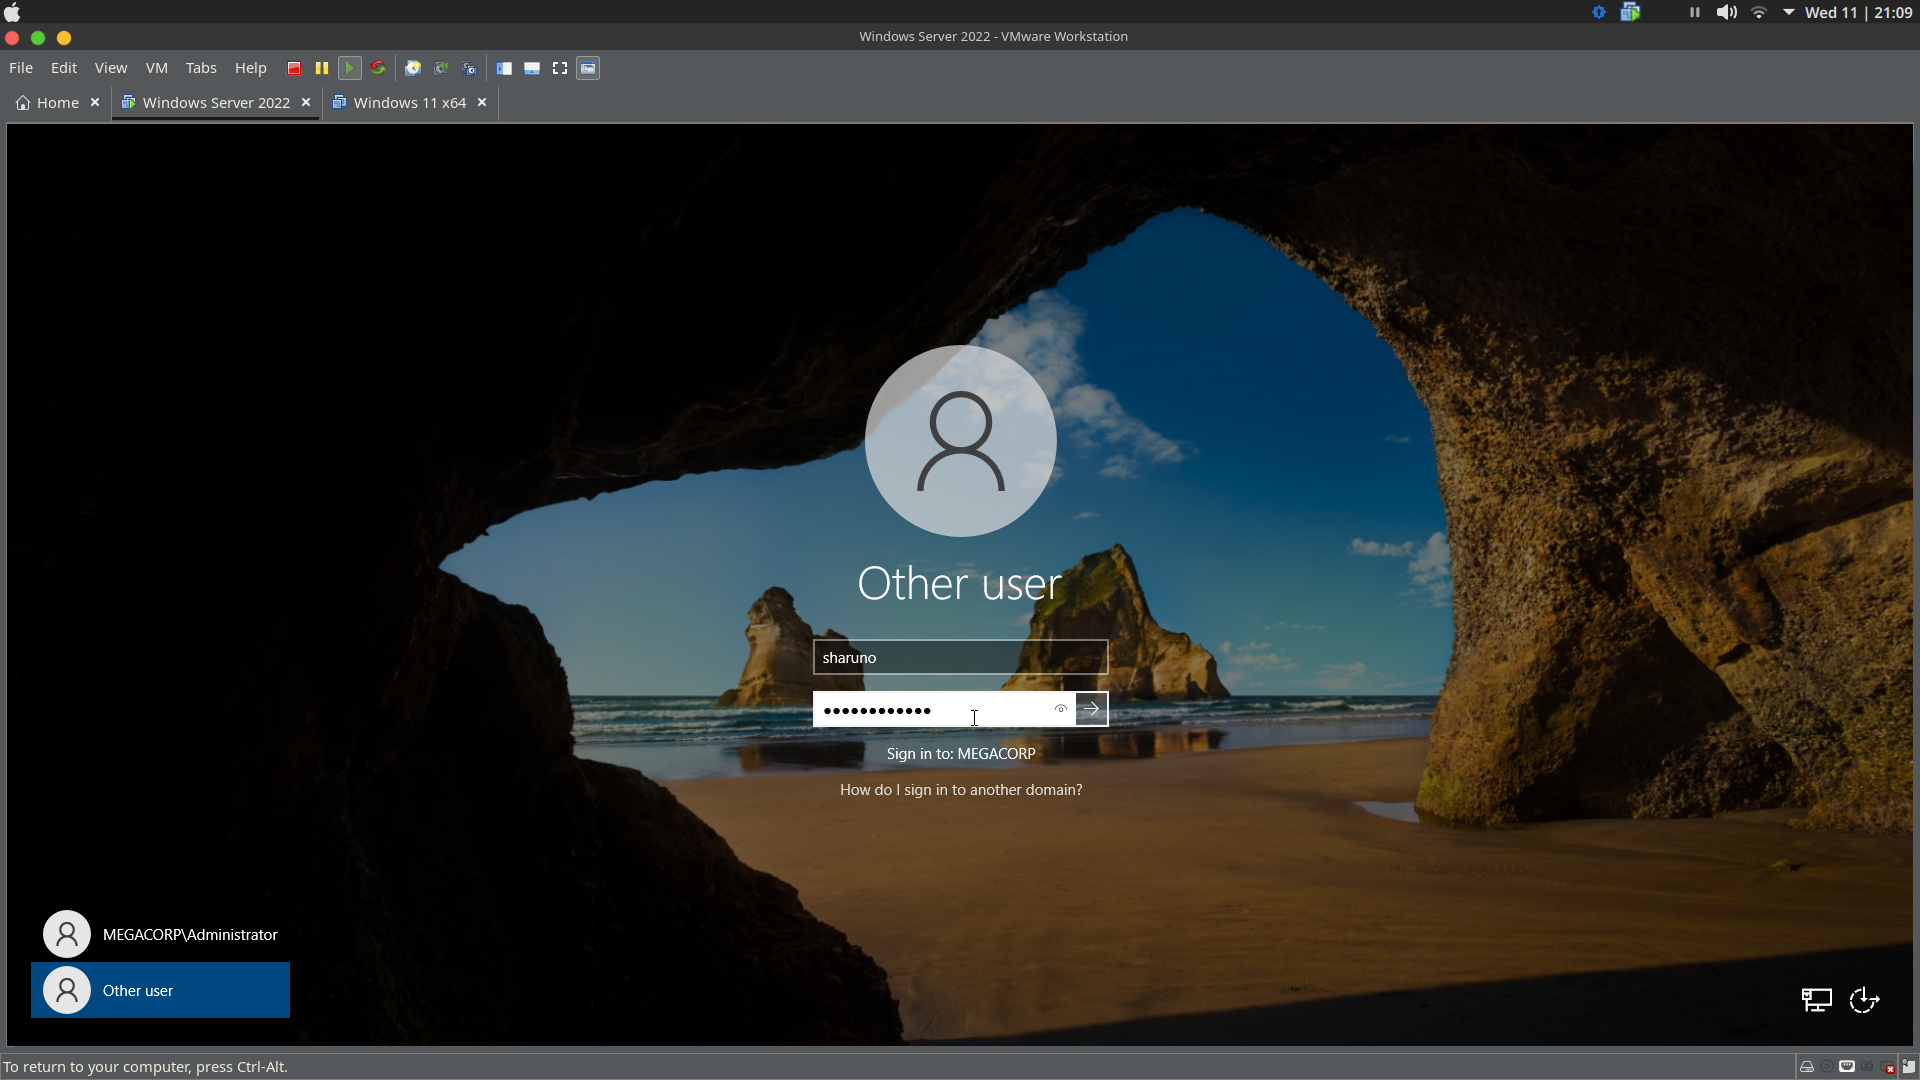 Wed 11 | 21:09
Windows Server 2022 - VMware Workstation
File Edit View VM Tabs Help
Home Windows Server 2022 Windows 11 x64
Other user
sharuno
Sign in to: MEGACORP
How do I sign in to another domain?
MEGACORP\Administrator
Other user
To return to your computer, press Ctrl-Alt.